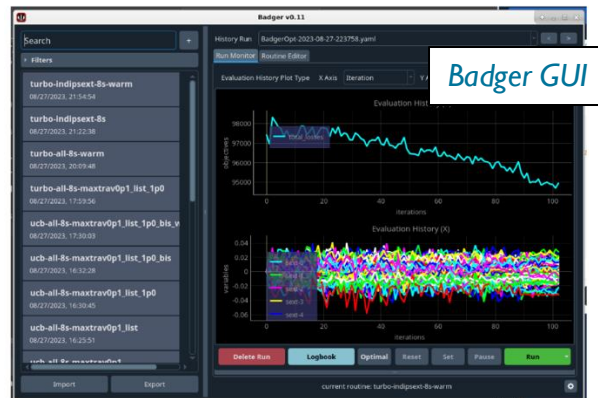 Badger v0.11
Search
+
History Run BadgerOpt-2023-08-27-223758.yaml
< >
Filters
Run Monitor Routine Editor
Badger GUI
Evaluation History Plot Type X Axis Iteration
turbo-indipsext-8s-warm
08/27/2023, 21:54:54
turbo-indipsext-8s
08/27/2023, 21:22:38
turbo-all-8s-warm
08/27/2023, 20:09:48
turbo-all-8s-maxtrav0p1_list_1p0
08/27/2023, 17:59:56
ucb-all-8s-maxtrav0p1_list_1p0_bis_v
08/27/2023, 17:30:03
ucb-all-8s-maxtrav0p1_list_1p0_bis
08/27/2023, 16:32:28
ucb-all-8s-maxtrav0p1_list_1p0
08/27/2023, 16:30:45
ucb-all-8s-maxtrav0p1_list
08/27/2023, 16:25:51
ucb-all-8s-maxtrav0p1
Import Export
objectives
98000
97000
96000
95000
0 20 40 60 80 100
iterations
Evaluation History (X)
variables
0.04
0.02
0
-0.02
-0.04
-0.06
sext-3
sext-4
0 20 40 60 80 100
iterations
Delete Run Logbook Optimal Reset Set Pause Run
current routine: turbo-indipsext-8s-warm